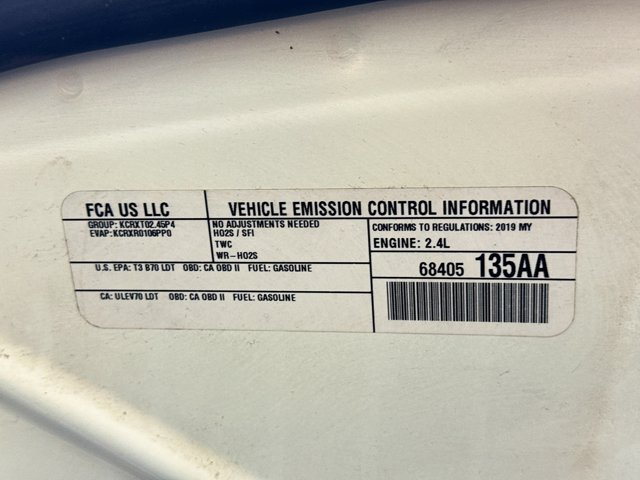 FCA US LLC
VEHICLE EMISSION CONTROL INFORMATION
GROUP: KCRXT02.45P4
EVAP: KCRXR0106PP0
NO ADJUSTMENTS NEEDED
HO2S / SFI
TWC
WR-HO2S
CONFORMS TO REGULATIONS: 2019 MY
ENGINE: 2.4L
U.S. EPA: T3 B70 LDT OBD: CA OBD II FUEL: GASOLINE
68405 135AA
CA: ULEV70 LDT OBD: CA OBD II FUEL: GASOLINE